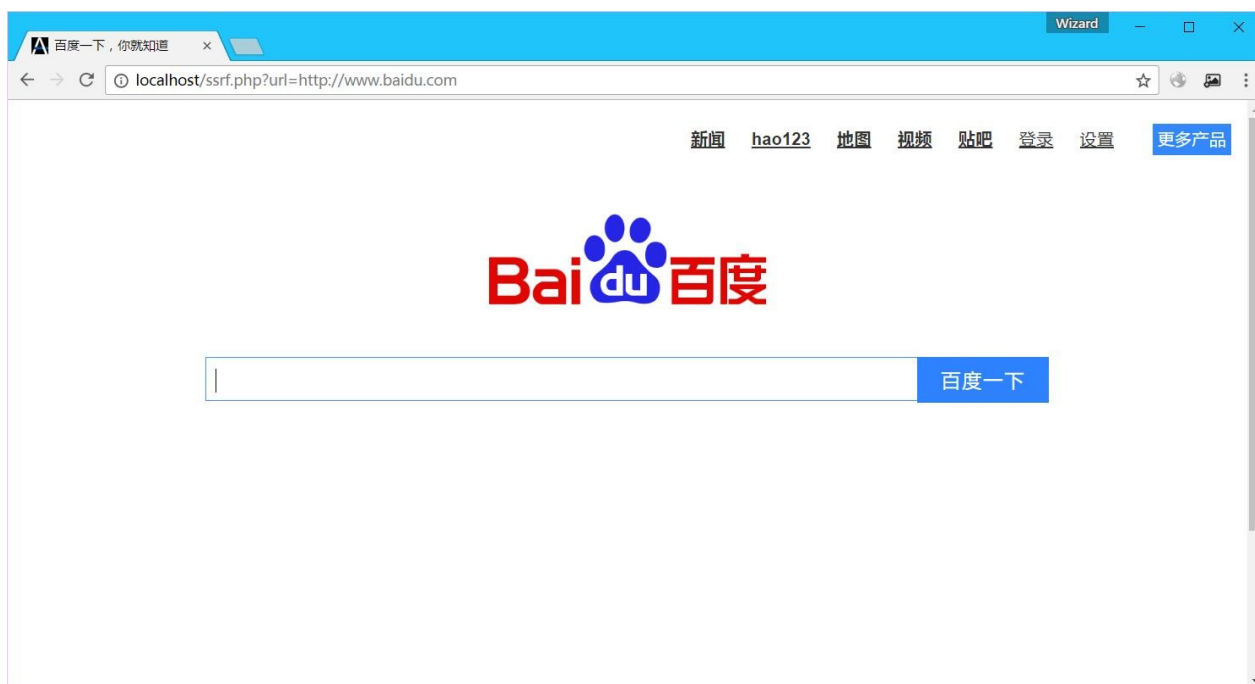 Wizard
百度一下，你就知道
localhost/ssrf.php?url=http://www.baidu.com
新闻 hao123 地图 视频 贴吧 登录 设置 更多产品
Bai du 百度
百度一下